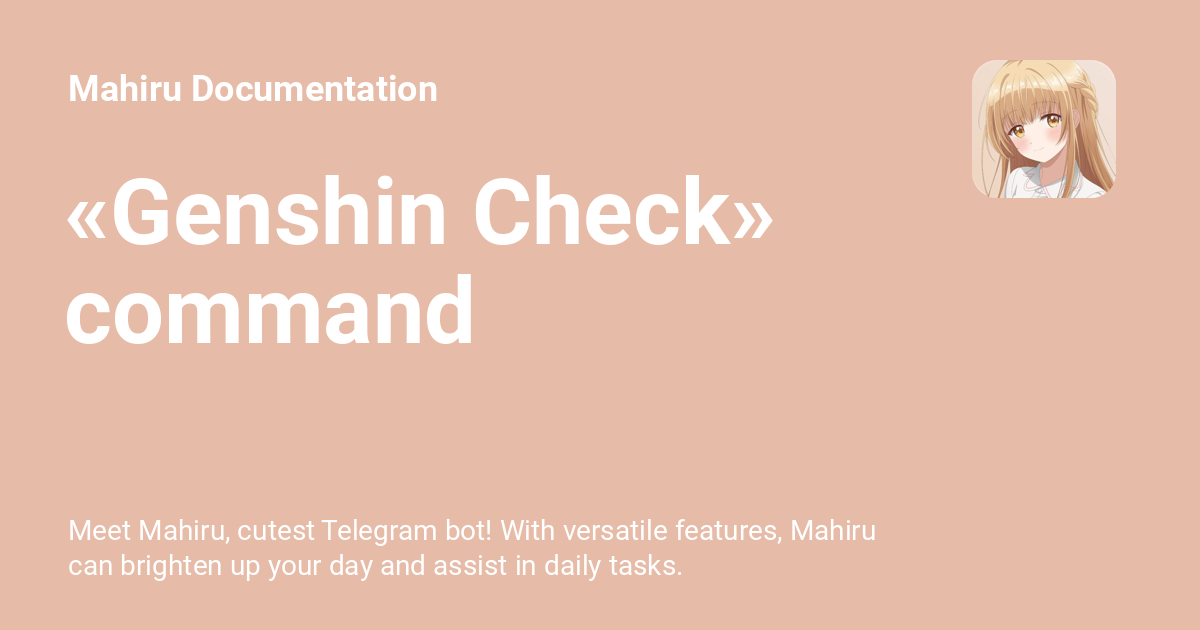 Mahiru Documentation
«Genshin Check»
command
Meet Mahiru, cutest Telegram bot! With versatile features, Mahiru
can brighten up your day and assist in daily tasks.